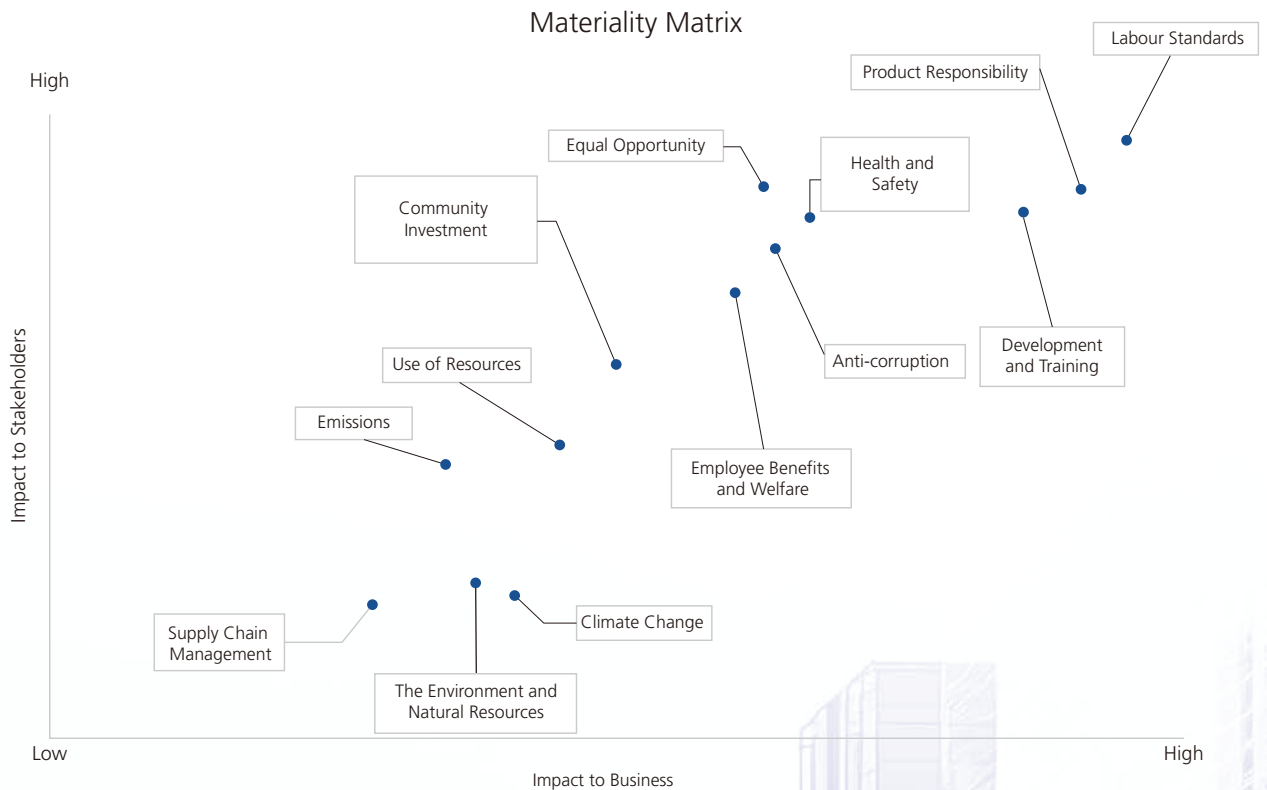 Materiality Matrix
Labour Standards
Product Responsibility
High
Equal Opportunity
Health and
Safety
Community
Investment
Development
and Training
Anti-corruption
Use of Resources
Emissions
Employee Benefits
and Welfare
Impact to Stakeholders
Climate Change
Supply Chain
Management
The Environment and
Natural Resources
Low
High
Impact to Business